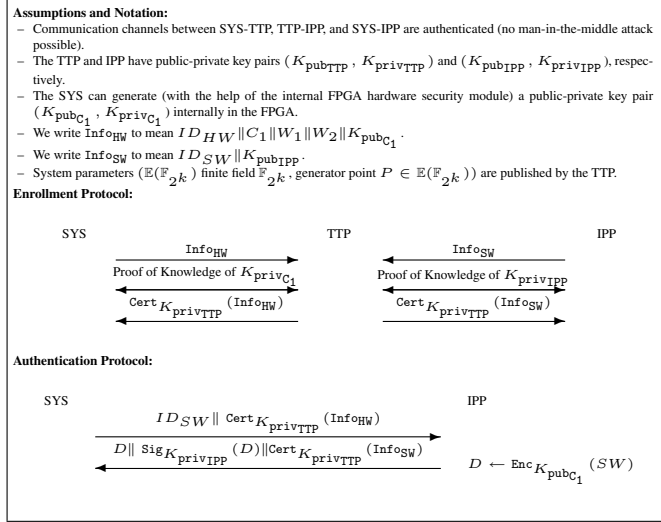 Assumptions and Notation:
– Communication channels between SYS-TTP, TTP-IPP, and SYS-IPP are authenticated (no man-in-the-middle attack
possible).
– The TTP and IPP have public-private key pairs (K_pub_TTP , K_priv_TTP) and (K_pub_IPP , K_priv_IPP), respec-
tively.
– The SYS can generate (with the help of the internal FPGA hardware security module) a public-private key pair
(K_pub_C1 , K_priv_C1) internally in the FPGA.
– We write Info_HW to mean ID_HW‖C1‖W1‖W2‖K_pub_C1 .
– We write Info_SW to mean ID_SW‖K_pub_IPP .
– System parameters (𝔼(𝔽_2^k) finite field 𝔽_2^k , generator point P ∈ 𝔼(𝔽_2^k)) are published by the TTP.
Enrollment Protocol:
SYS TTP IPP
Info_HW Info_SW
Proof of Knowledge of K_priv_C1 Proof of Knowledge of K_priv_IPP
Cert_K_priv_TTP (Info_HW) Cert_K_priv_TTP (Info_SW)
Authentication Protocol:
SYS IPP
ID_SW‖ Cert_K_priv_TTP (Info_HW)
D‖ Sig_K_priv_IPP (D)‖Cert_K_priv_TTP (Info_SW)
D ← Enc_K_pub_C1 (SW)